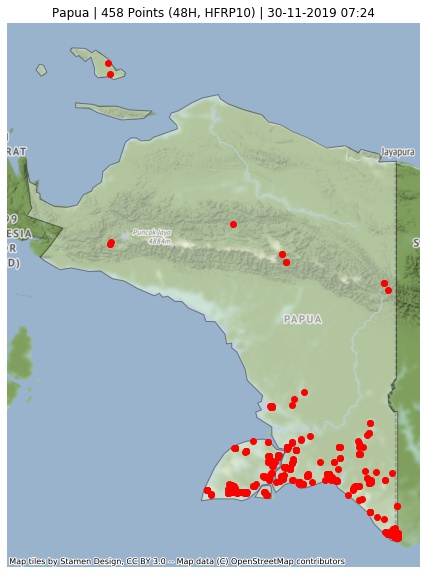 Papua | 458 Points (48H, HFRP10) | 30-11-2019 07:24
Jayapura
RAT
Puncak Jaya
4884m
ESIA
OR
D)
S
PAPUA
Map tiles by Stamen Design, CC BY 3.0 -- Map data (C) OpenStreetMap contributors